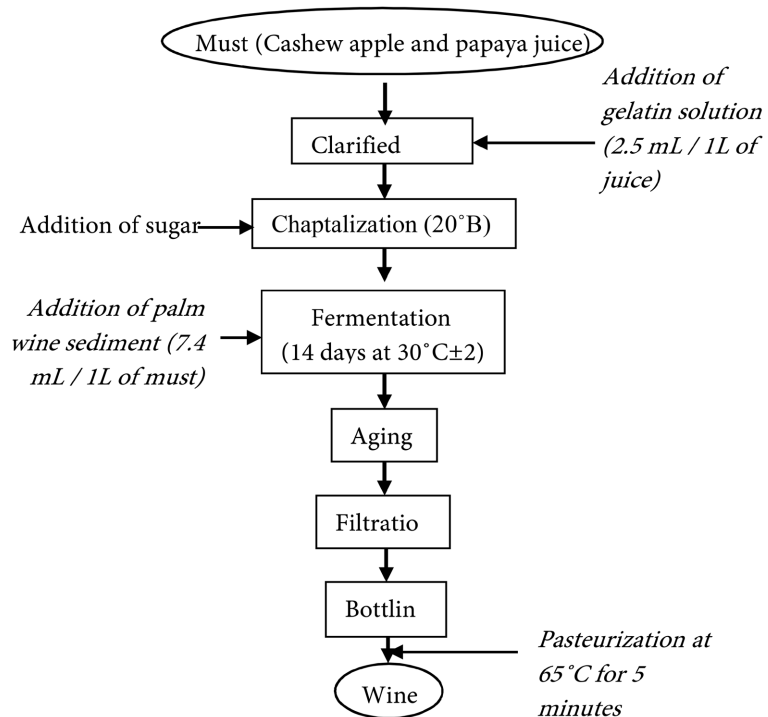 Must (Cashew apple and papaya juice)
Addition of
gelatin solution
(2.5 mL / 1L of
juice)
Clarified
Addition of sugar
Chaptalization (20˚B)
Addition of palm
wine sediment (7.4
mL / 1L of must)
Fermentation
(14 days at 30˚C±2)
Aging
Filtratio
Bottlin
Pasteurization at
65˚C for 5
minutes
Wine